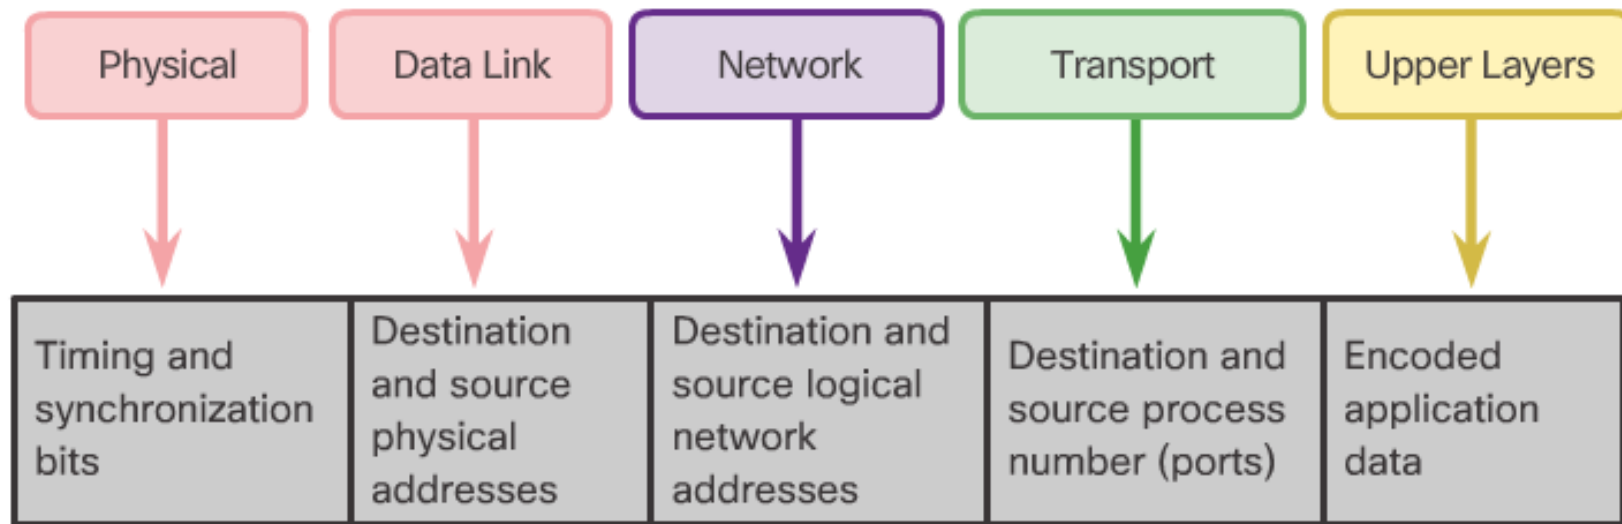 Physical
Data Link
Network
Transport
Upper Layers
Timing and
synchronization
bits
Destination
and source
physical
addresses
Destination and
source logical
network
addresses
Destination and
source process
number (ports)
Encoded
application
data